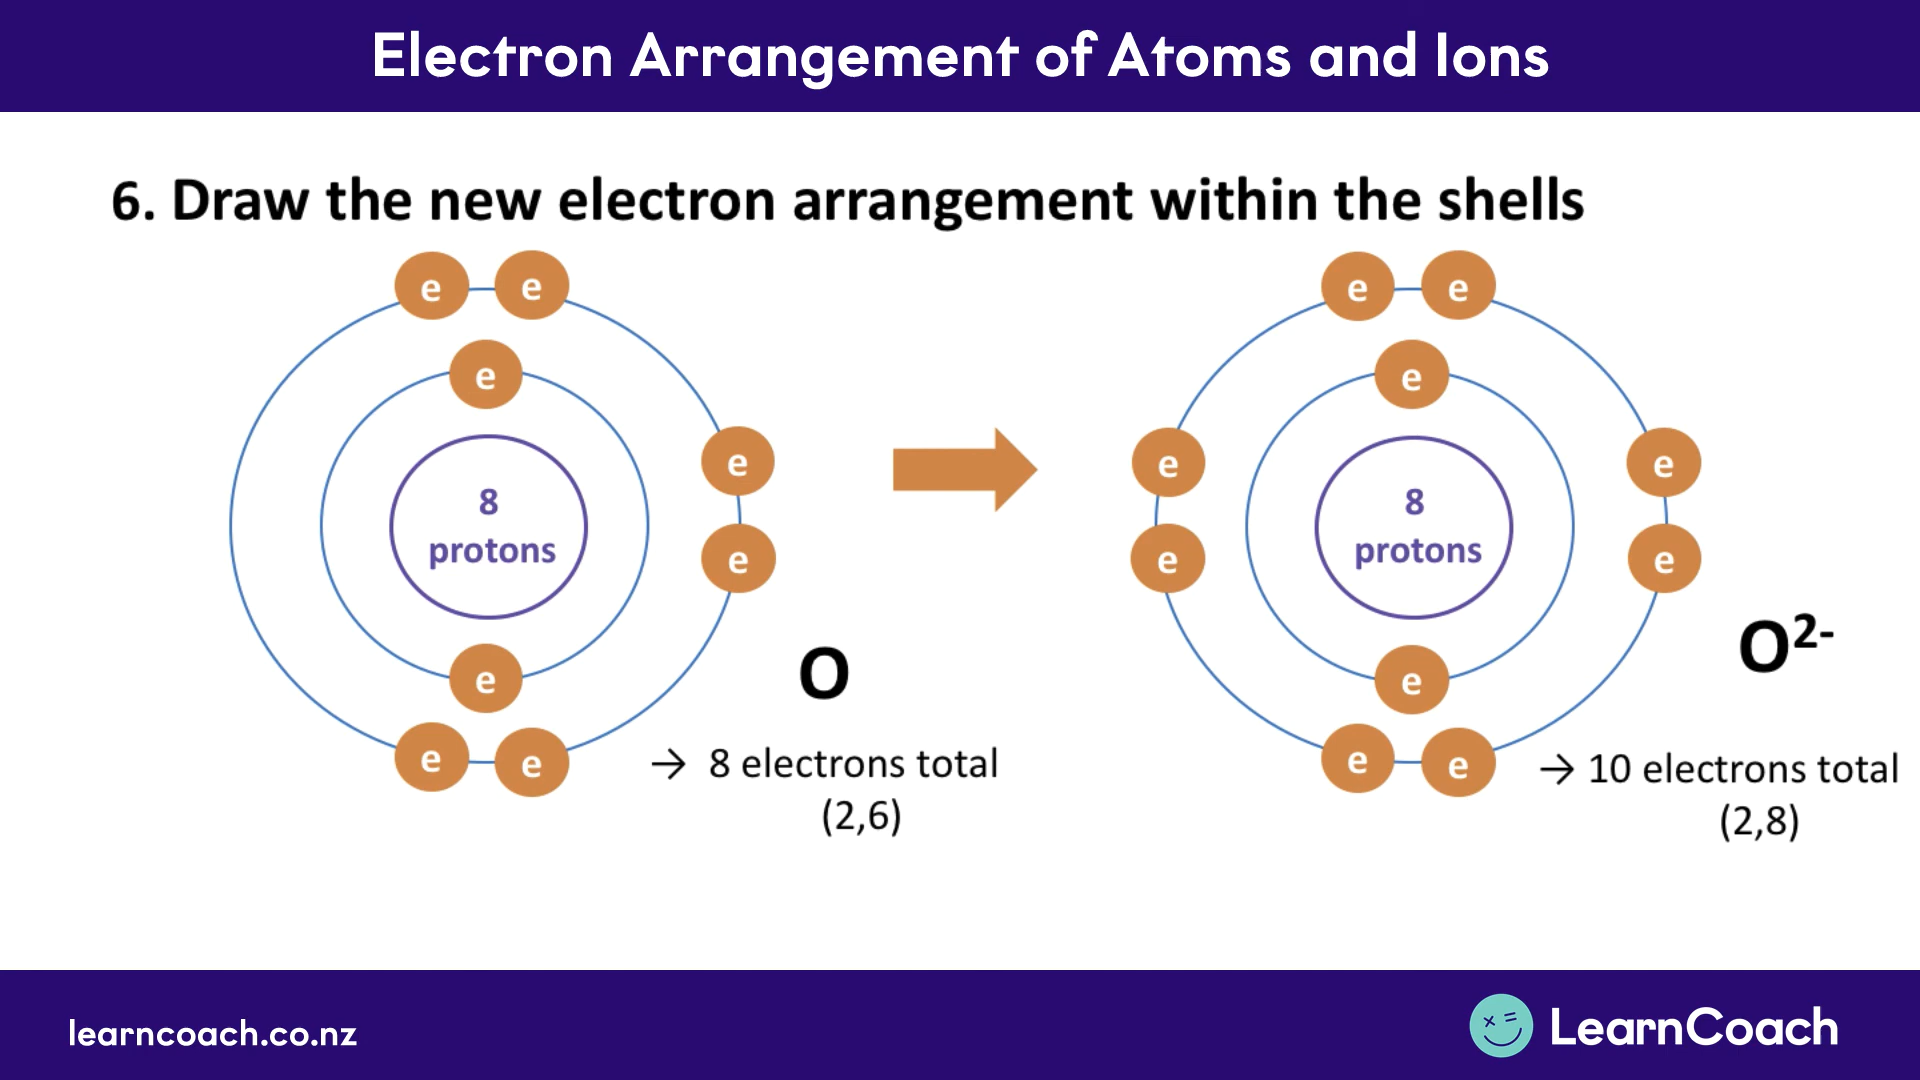 Electron Arrangement of Atoms and Ions
6. Draw the new electron arrangement within the shells
e e
e
e
e
8
protons
e
e e
O
→ 8 electrons total
(2,6)
e e
e
e e
e e
8
protons
e
e e
O²⁻
→ 10 electrons total
(2,8)
learncoach.co.nz
LearnCoach